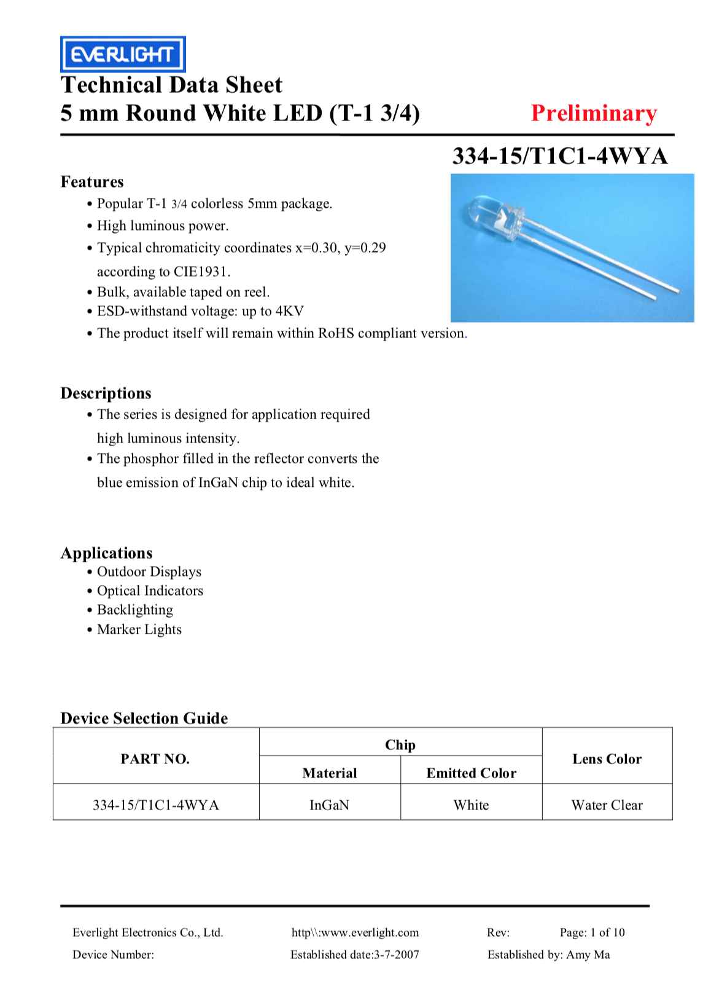 EVERLIGHT
Technical Data Sheet
5 mm Round White LED (T-1 3/4)
Preliminary
334-15/T1C1-4WYA
Features
• Popular T-1 3/4 colorless 5mm package.
• High luminous power.
• Typical chromaticity coordinates x=0.30, y=0.29
according to CIE1931.
• Bulk, available taped on reel.
• ESD-withstand voltage: up to 4KV
• The product itself will remain within RoHS compliant version.
Descriptions
• The series is designed for application required
high luminous intensity.
• The phosphor filled in the reflector converts the
blue emission of InGaN chip to ideal white.
Applications
• Outdoor Displays
• Optical Indicators
• Backlighting
• Marker Lights
Device Selection Guide
PART NO.
Chip
Lens Color
Material
Emitted Color
334-15/T1C1-4WYA
InGaN
White
Water Clear
Everlight Electronics Co., Ltd.
http\\:www.everlight.com
Rev:
Page: 1 of 10
Device Number:
Established date:3-7-2007
Established by: Amy Ma